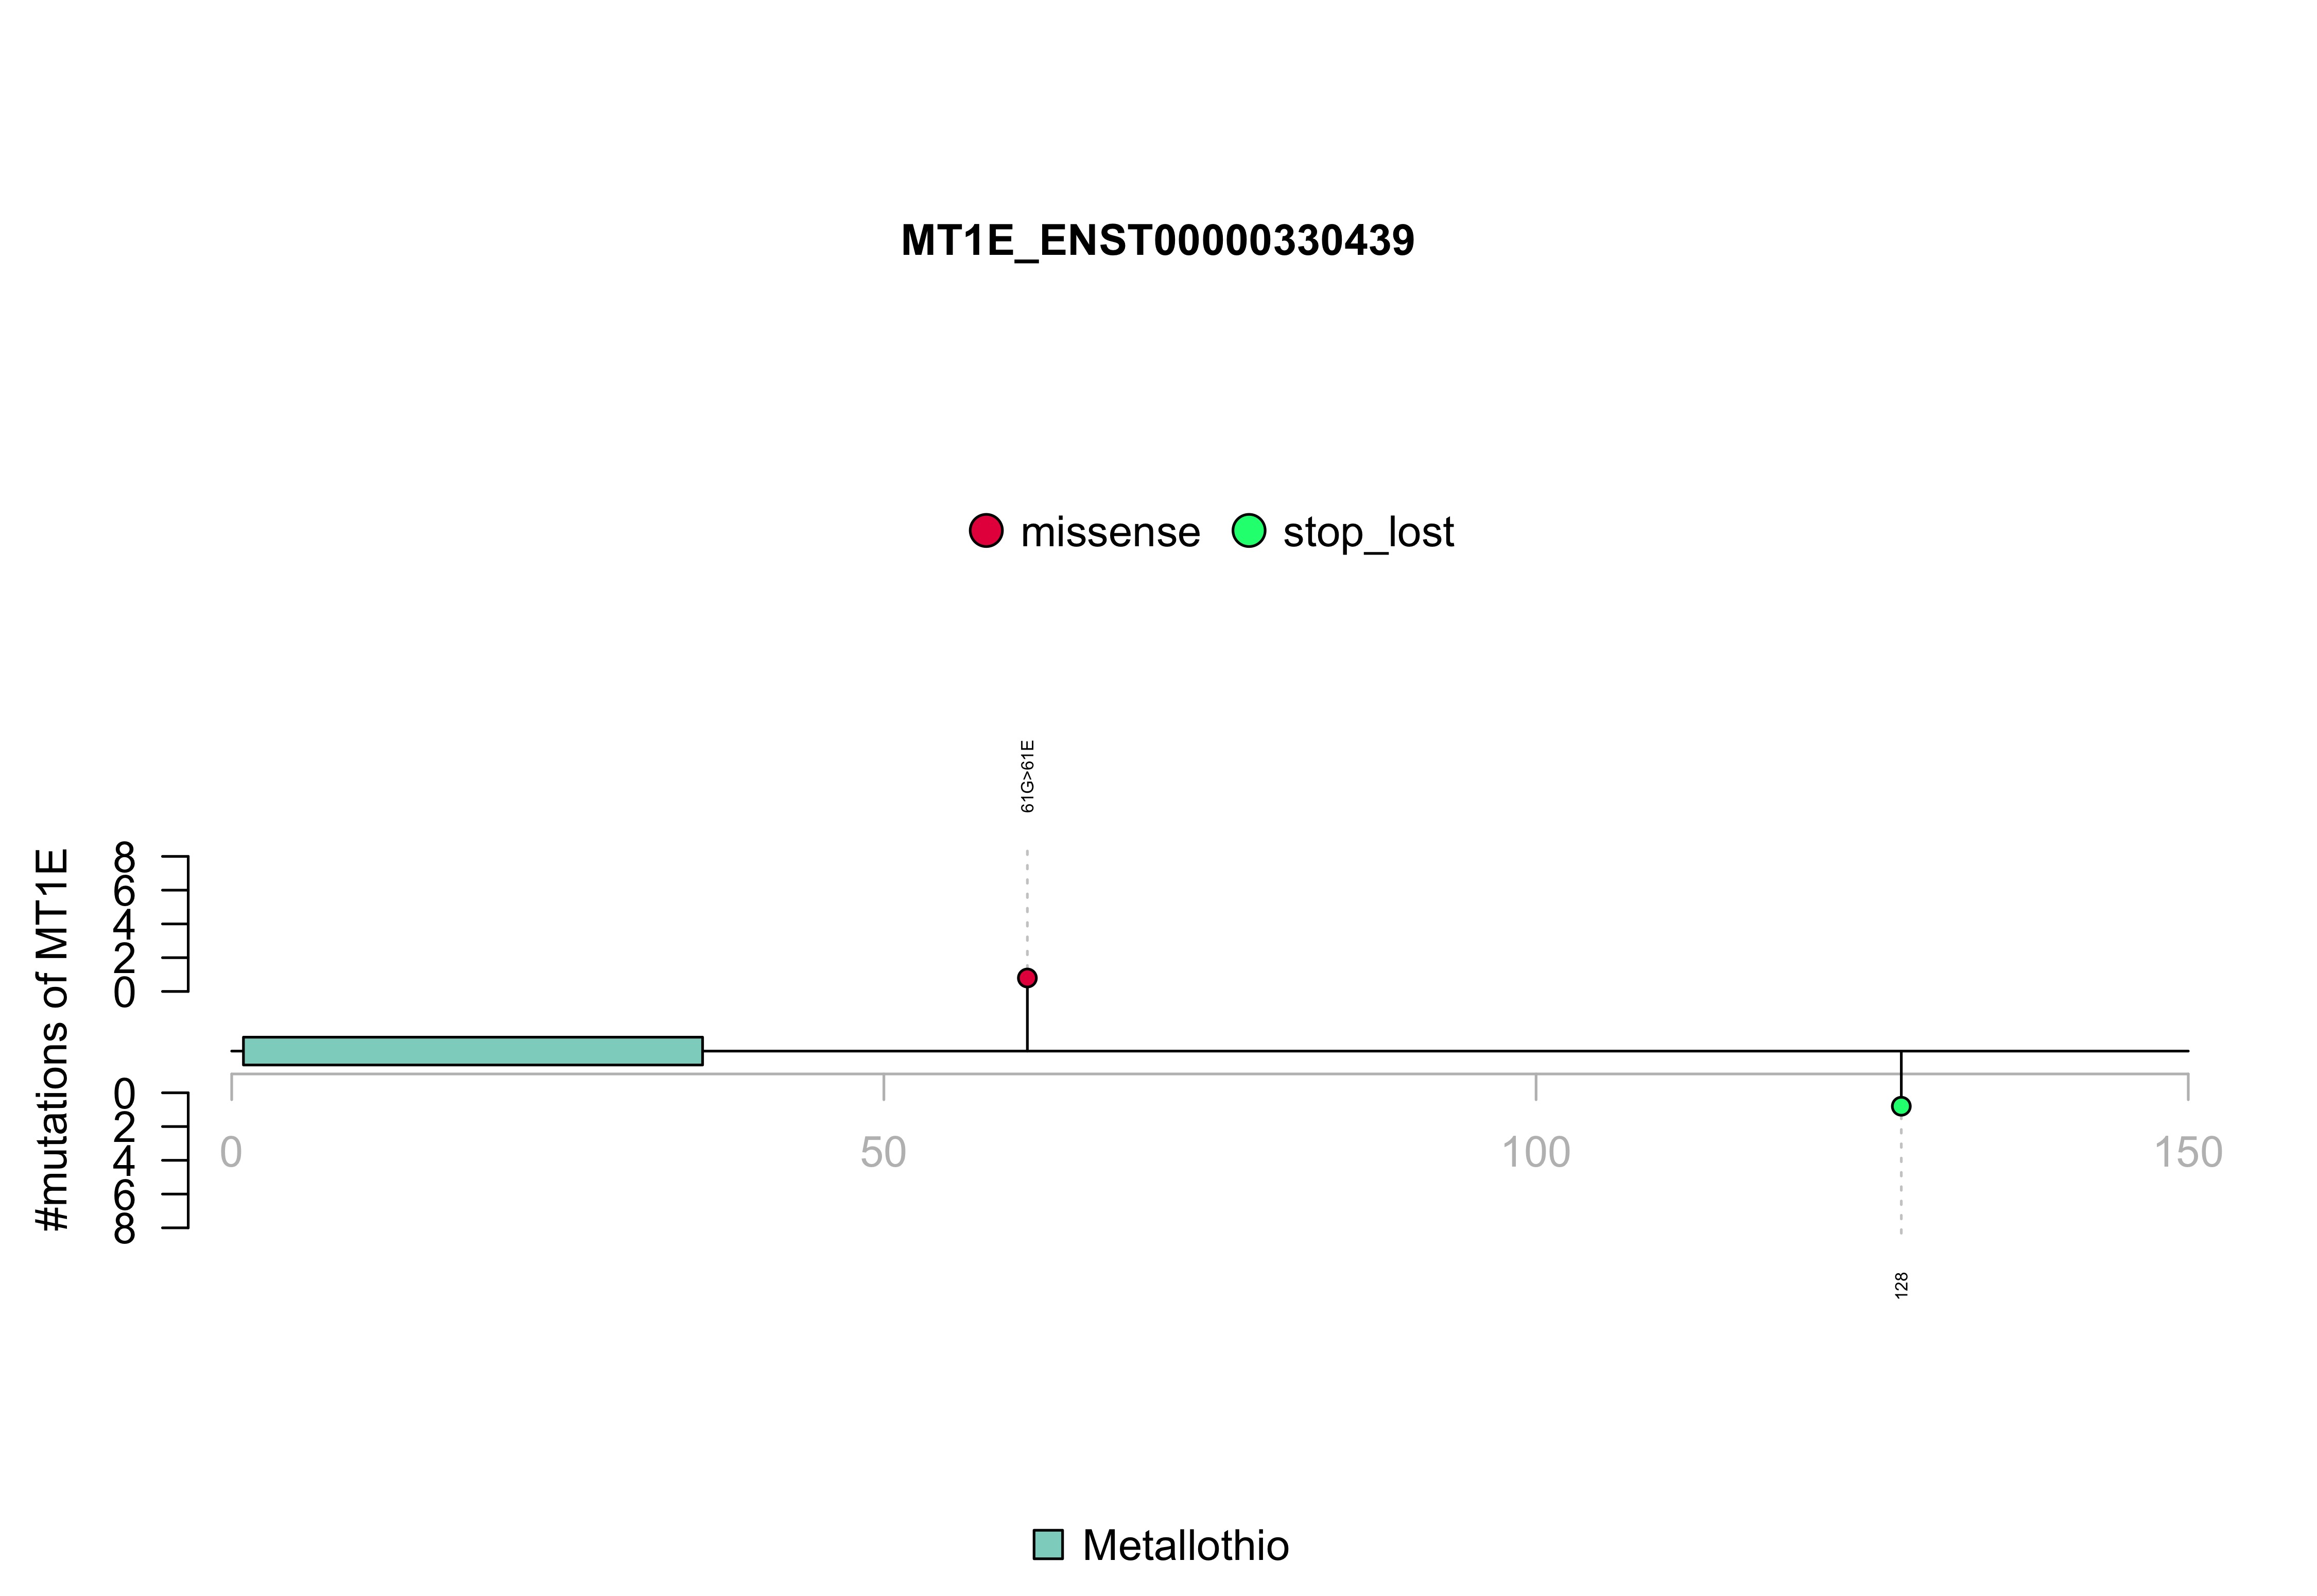 MT1E_ENST00000330439
missense
stop_lost
61G>61E
#mutations of MT1E
8
6
4
2
0
0
2
4
6
8
0
50
100
150
128
Metallothio